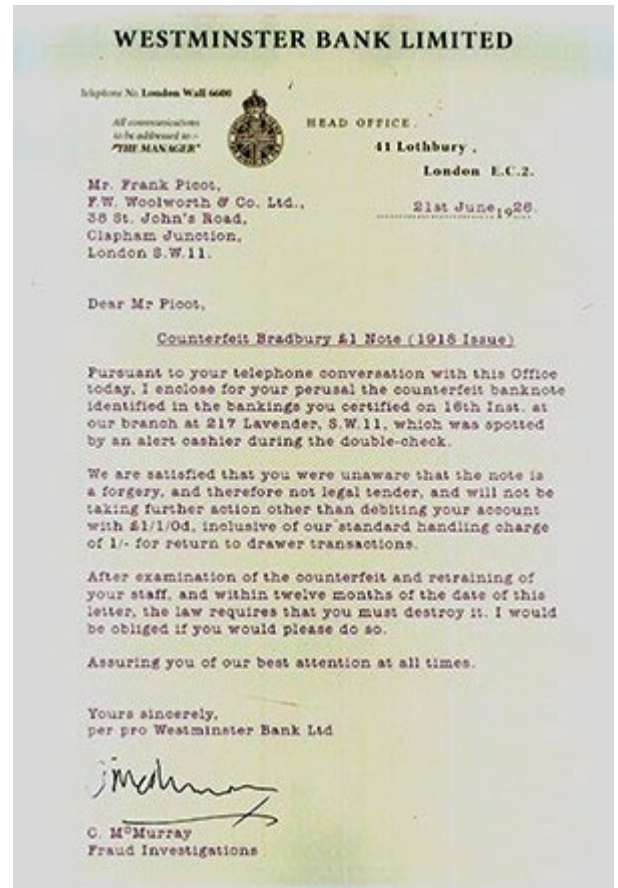 WESTMINSTER BANK LIMITED
Telephone No. London Wall 6600
All communications
to be addressed to:-
"THE MANAGER"
HEAD OFFICE.
41 Lothbury,
London E.C.2.
21st June 1926.
Mr. Frank Picot,
F.W. Woolworth & Co. Ltd.,
38 St. John's Road,
Clapham Junction,
London S.W.11.
Dear Mr Picot,
Counterfeit Bradbury £1 Note (1918 Issue)
Pursuant to your telephone conversation with this Office
today, I enclose for your perusal the counterfeit banknote
identified in the bankings you certified on 16th Inst. at
our branch at 217 Lavender, S.W.11, which was spotted
by an alert cashier during the double-check.
We are satisfied that you were unaware that the note is
a forgery, and therefore not legal tender, and will not be
taking further action other than debiting your account
with £1/1/0d, inclusive of our standard handling charge
of 1/- for return to drawer transactions.
After examination of the counterfeit and retraining of
your staff, and within twelve months of the date of this
letter, the law requires that you must destroy it. I would
be obliged if you would please do so.
Assuring you of our best attention at all times.
Yours sincerely,
per pro Westminster Bank Ltd
C. McMurray
Fraud Investigations